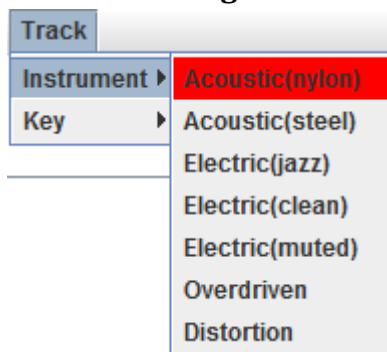 Track
Instrument
Key
Acoustic(nylon)
Acoustic(steel)
Electric(jazz)
Electric(clean)
Electric(muted)
Overdriven
Distortion